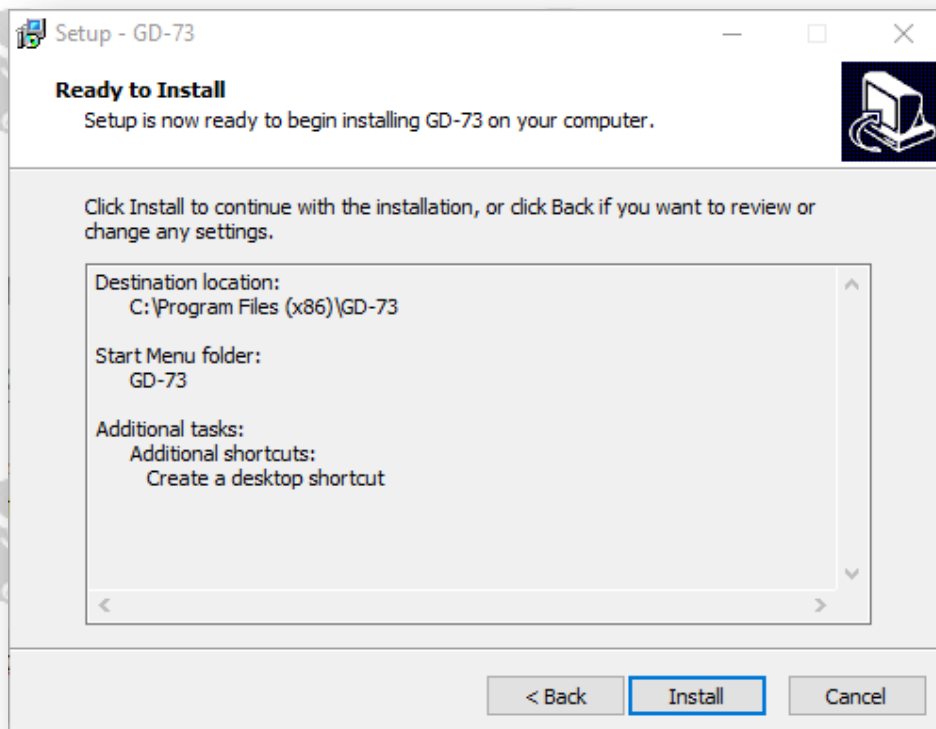 Setup - GD-73
Ready to Install
Setup is now ready to begin installing GD-73 on your computer.
Click Install to continue with the installation, or click Back if you want to review or
change any settings.
Destination location:
C:\Program Files (x86)\GD-73
Start Menu folder:
GD-73
Additional tasks:
Additional shortcuts:
Create a desktop shortcut
< Back
Install
Cancel